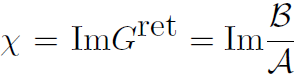 χ = ImG^ret = Im ℬ/𝒜